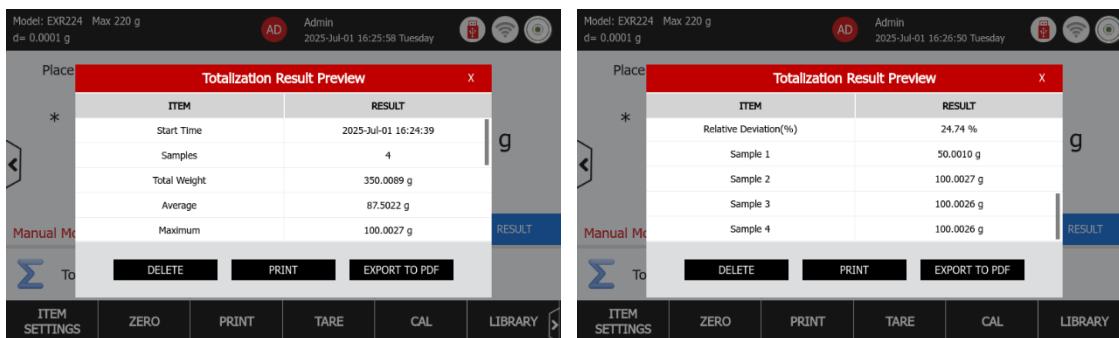 Model: EXR224 Max 220 g
d= 0.0001 g
AD
Admin
2025-Jul-01 16:25:58 Tuesday
Place
*
g
Totalization Result Preview X
ITEM RESULT
Start Time 2025-Jul-01 16:24:39
Samples 4
Total Weight 350.0089 g
Average 87.5022 g
Maximum 100.0027 g
Manual Mo
RESULT
DELETE PRINT EXPORT TO PDF
Σ To
ITEM SETTINGS ZERO PRINT TARE CAL LIBRARY
Model: EXR224 Max 220 g
d= 0.0001 g
AD
Admin
2025-Jul-01 16:26:50 Tuesday
Place
*
g
Totalization Result Preview X
ITEM RESULT
Relative Deviation(%) 24.74 %
Sample 1 50.0010 g
Sample 2 100.0027 g
Sample 3 100.0026 g
Sample 4 100.0026 g
Manual Mo
RESULT
DELETE PRINT EXPORT TO PDF
Σ To
ITEM SETTINGS ZERO PRINT TARE CAL LIBRARY